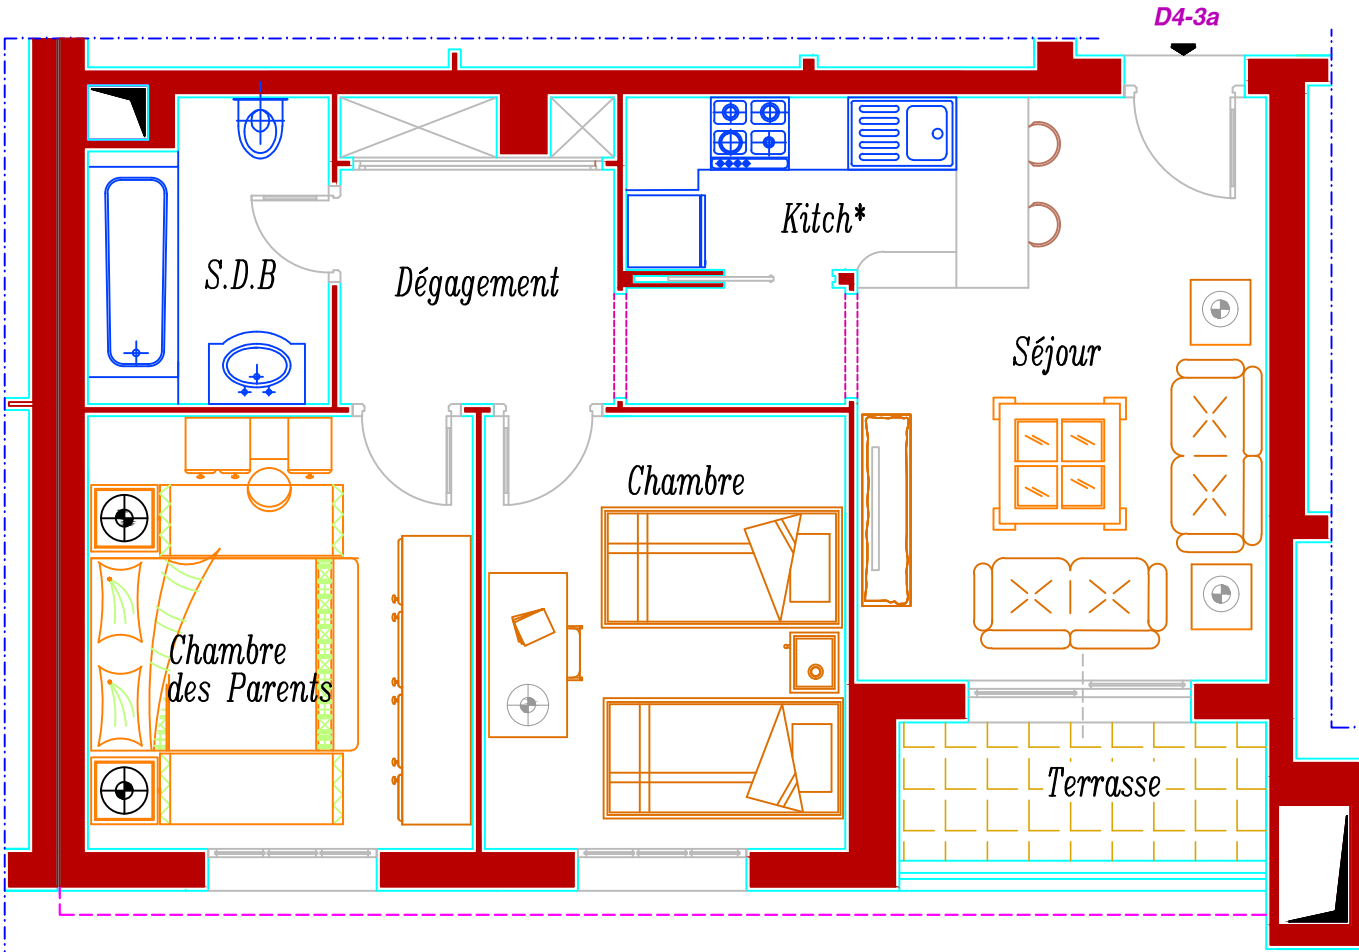 D4-3a
Kitch*
S.D.B
Dégagement
Séjour
Chambre
Chambre
des Parents
Terrasse